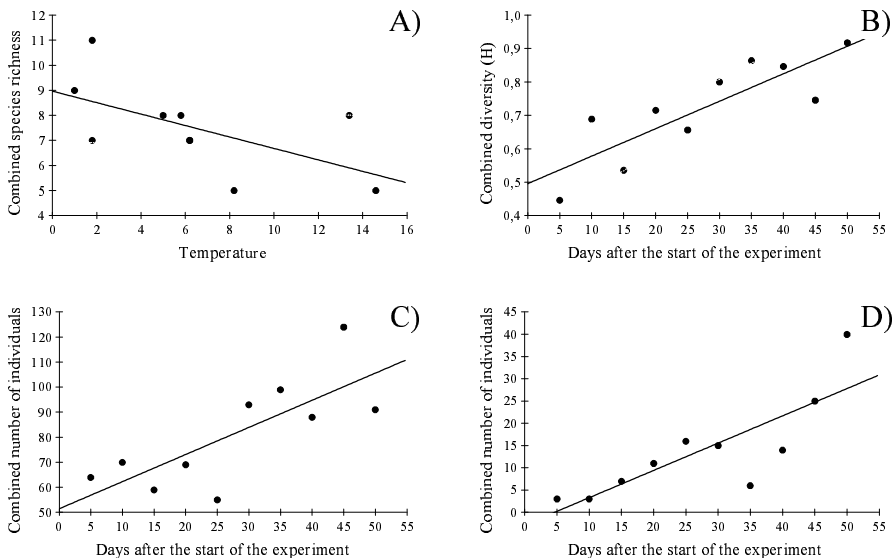 A)
Combined species richness
12
11
10
9
8
7
6
5
4
0 2 4 6 8 10 12 14 16
Temperature
B)
Combined diversity (H)
1,0
0,9
0,8
0,7
0,6
0,5
0,4
0 5 10 15 20 25 30 35 40 45 50 55
Days after the start of the experiment
C)
Combined number of individuals
130
120
110
100
90
80
70
60
50
0 5 10 15 20 25 30 35 40 45 50 55
Days after the start of the experiment
D)
Combined number of individuals
45
40
35
30
25
20
15
10
5
0
0 5 10 15 20 25 30 35 40 45 50 55
Days after the start of the experiment